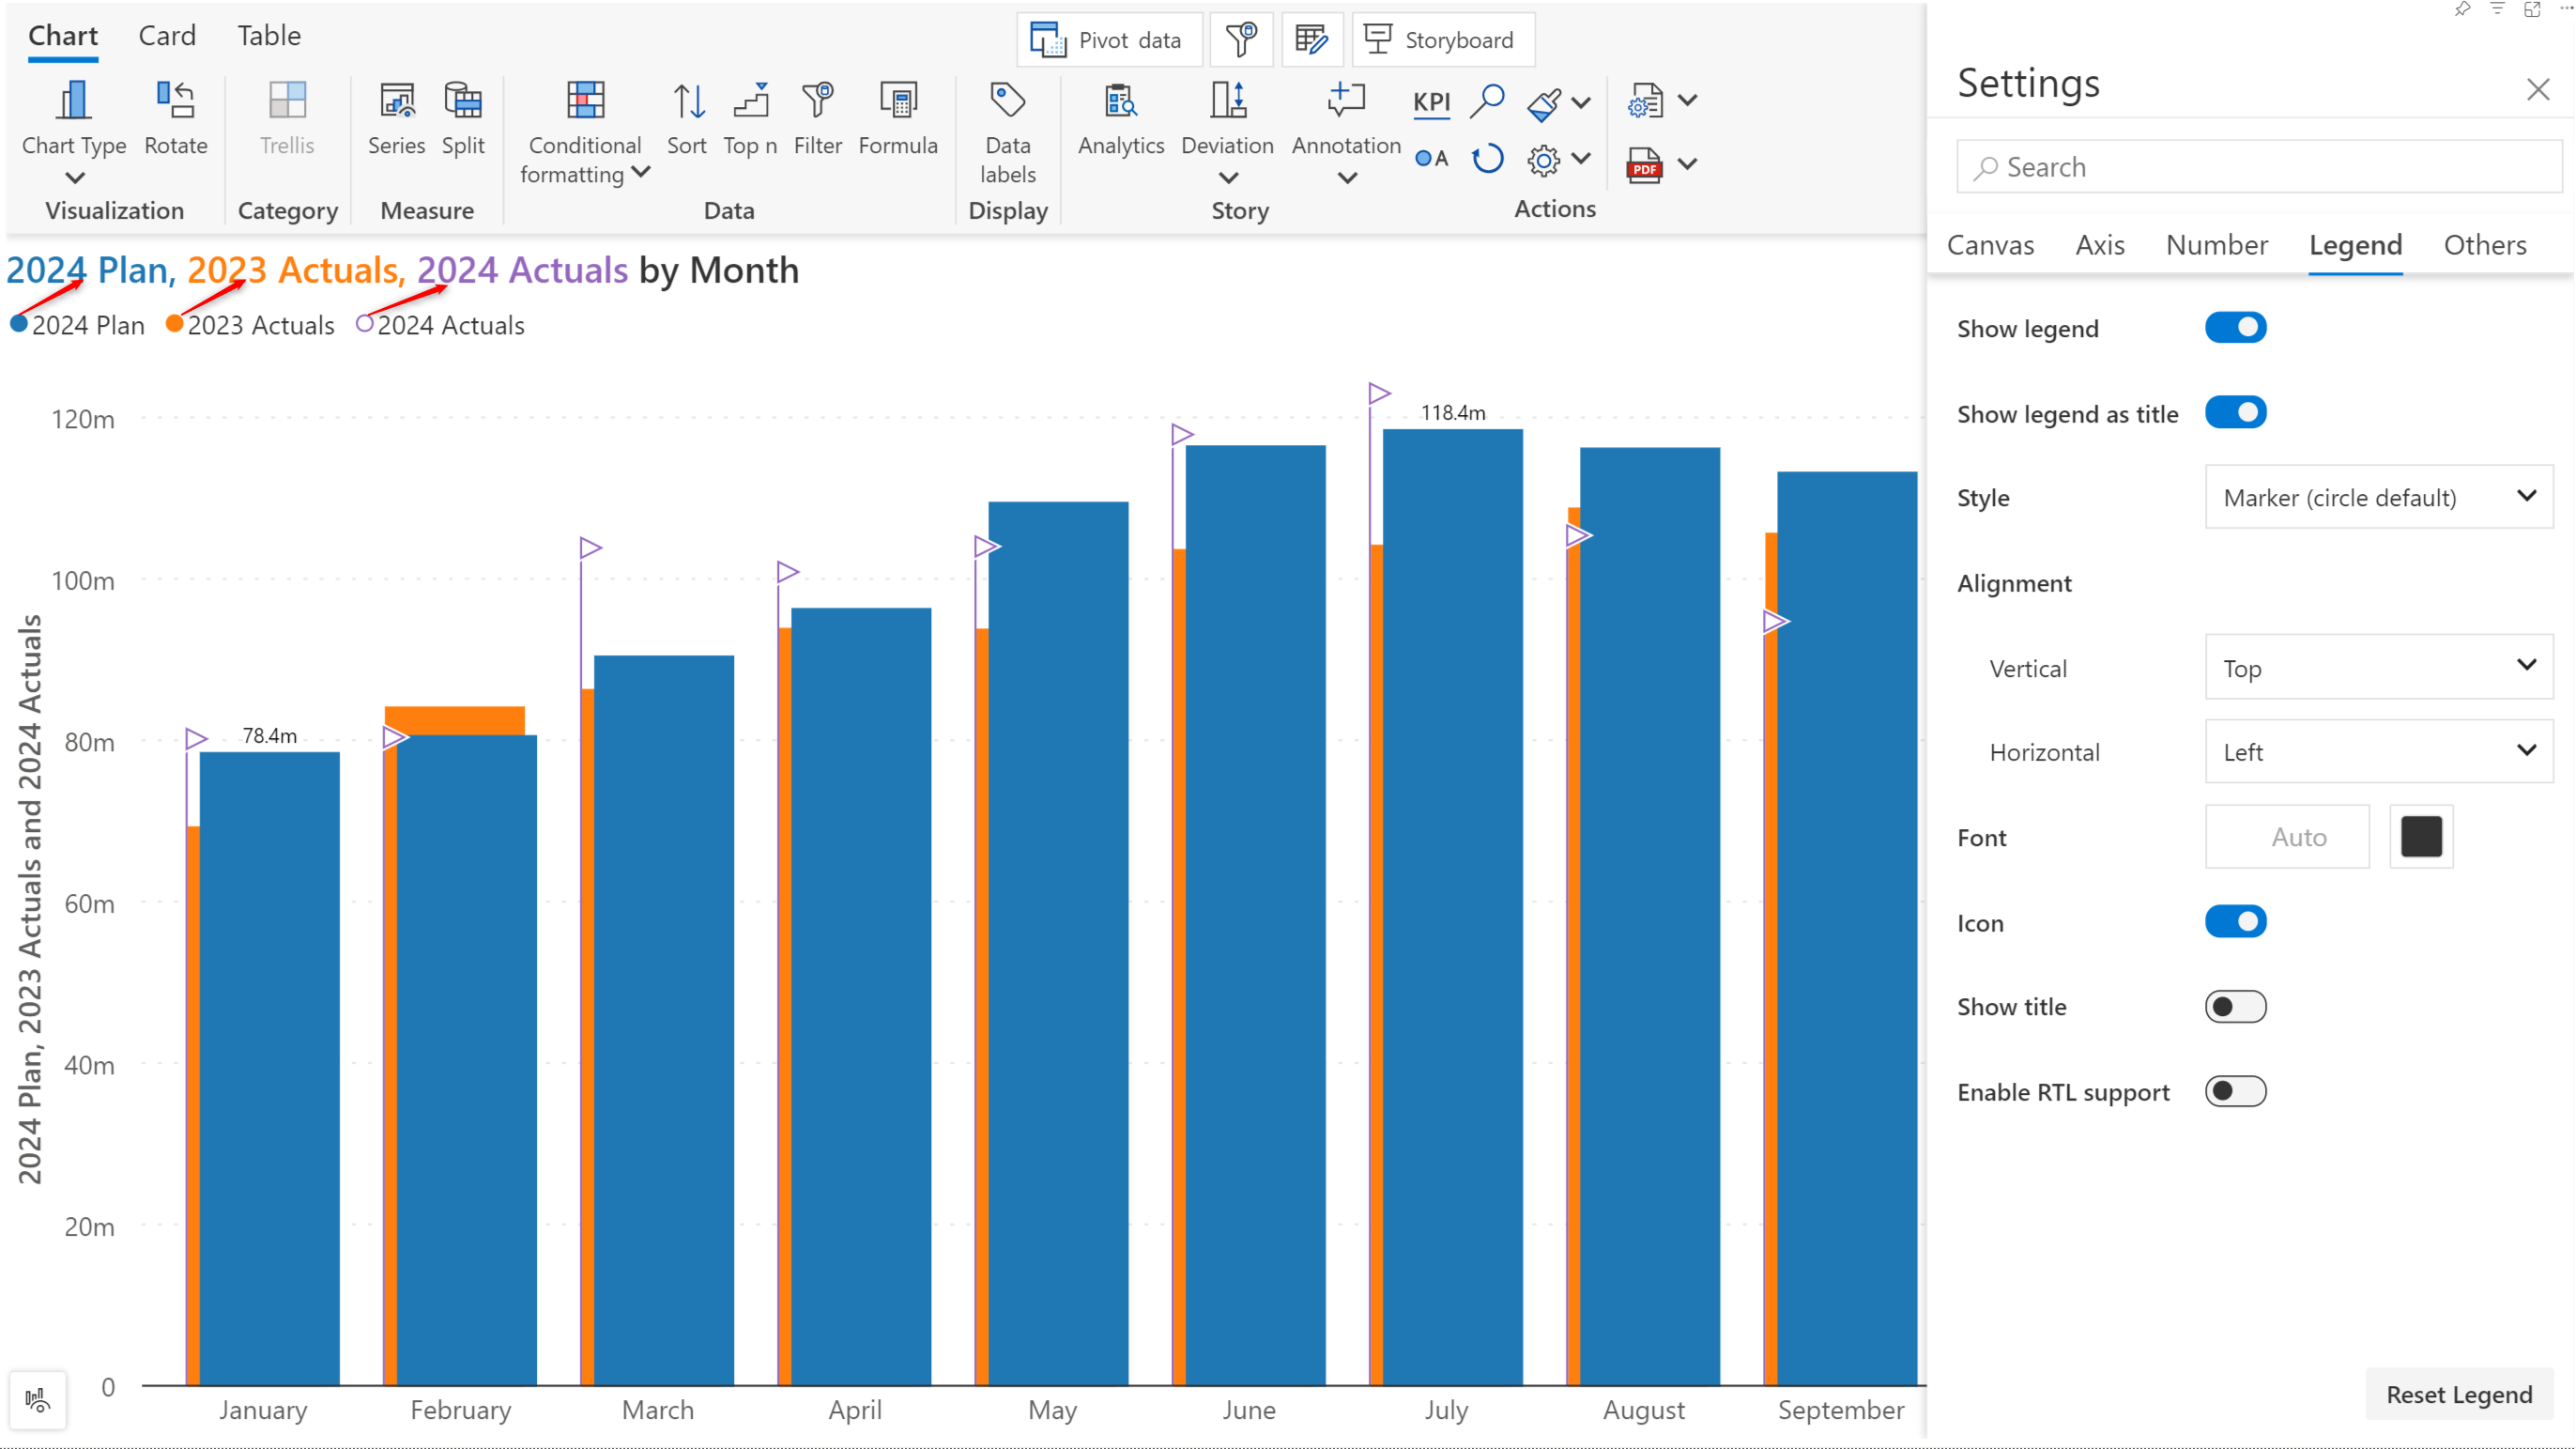 Chart Card Table
Pivot data
Storyboard
Chart Type
Rotate
Trellis
Series
Split
Conditional
formatting
Sort
Top n
Filter
Formula
Data
labels
Analytics
Deviation
Annotation
KPI
A
PDF
Visualization
Category
Measure
Data
Display
Story
Actions
2024 Plan, 2023 Actuals, 2024 Actuals by Month
2024 Plan 2023 Actuals 2024 Actuals
2024 Plan, 2023 Actuals and 2024 Actuals
120m
100m
80m
60m
40m
20m
0
78.4m
118.4m
January February March April May June July August September
Settings
Search
Canvas Axis Number Legend Others
Show legend
Show legend as title
Style Marker (circle default)
Alignment
Vertical Top
Horizontal Left
Font Auto
Icon
Show title
Enable RTL support
Reset Legend